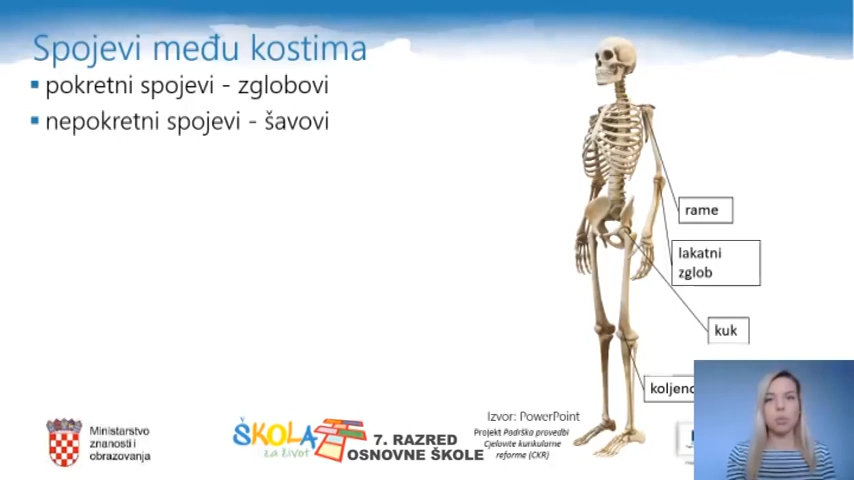 Spojevi među kostima
pokretni spojevi - zglobovi
nepokretni spojevi - šavovi
rame
lakatni
zglob
kuk
Izvor: PowerPoint
Projekt Podrška provedbi
Cjelovite kurikularne
reforme (CKR)
Ministarstvo
znanosti i
obrazovanja
ŠKOLA
za život
7. RAZRED
OSNOVNE ŠKOLE